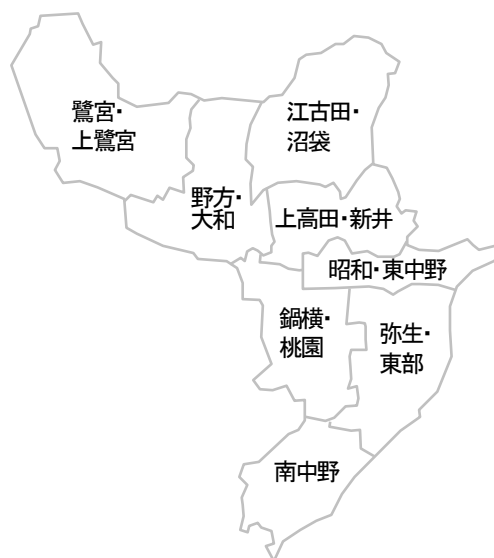 鷺宮・
上鷺宮
江古田・
沼袋
野方・
大和
上高田・新井
昭和・東中野
鍋横・
桃園
弥生・
東部
南中野